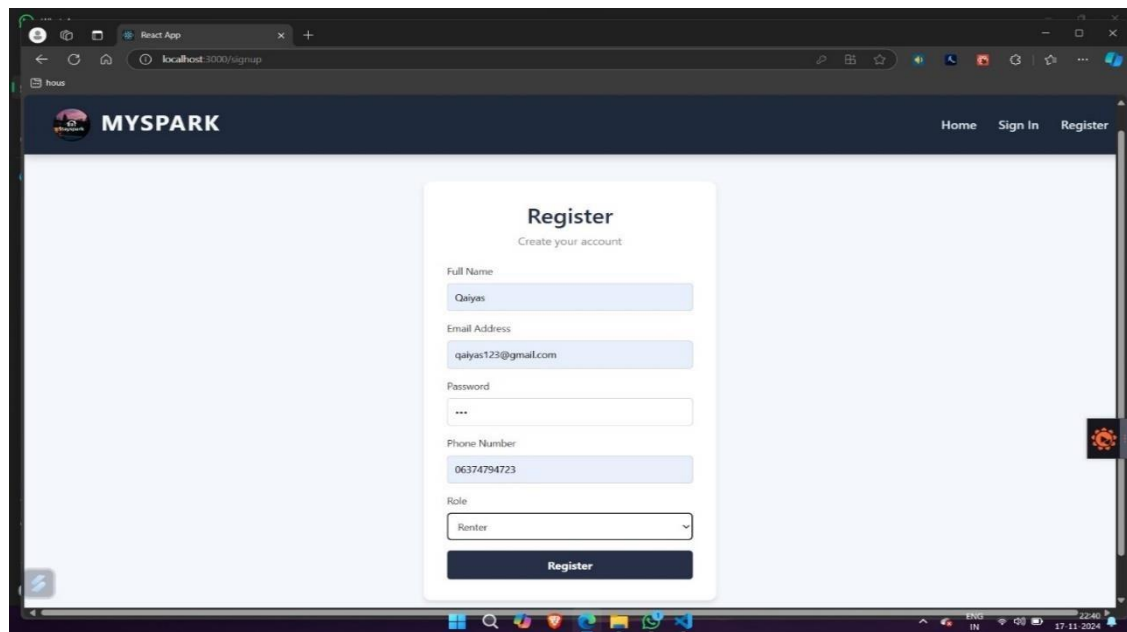 React App
localhost:3000/signup
hous
MYSPARK
Home Sign In Register
Register
Create your account
Full Name
Qaiyas
Email Address
qaiyas123@gmail.com
Password
•••
Phone Number
06374794723
Role
Renter
Register
ENG 22:40
IN 17-11-2024